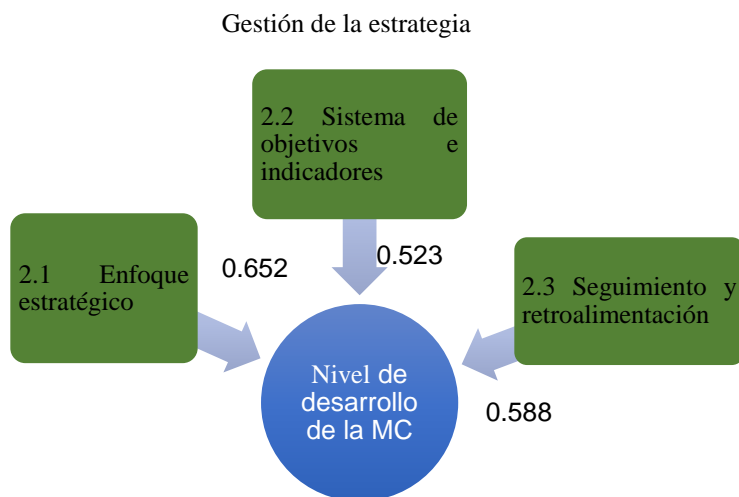 Gestión de la estrategia
2.2 Sistema de
objetivos e
indicadores
2.1 Enfoque
estratégico
0.652
0.523
2.3 Seguimiento y
retroalimentación
Nivel de
desarrollo
de la MC
0.588